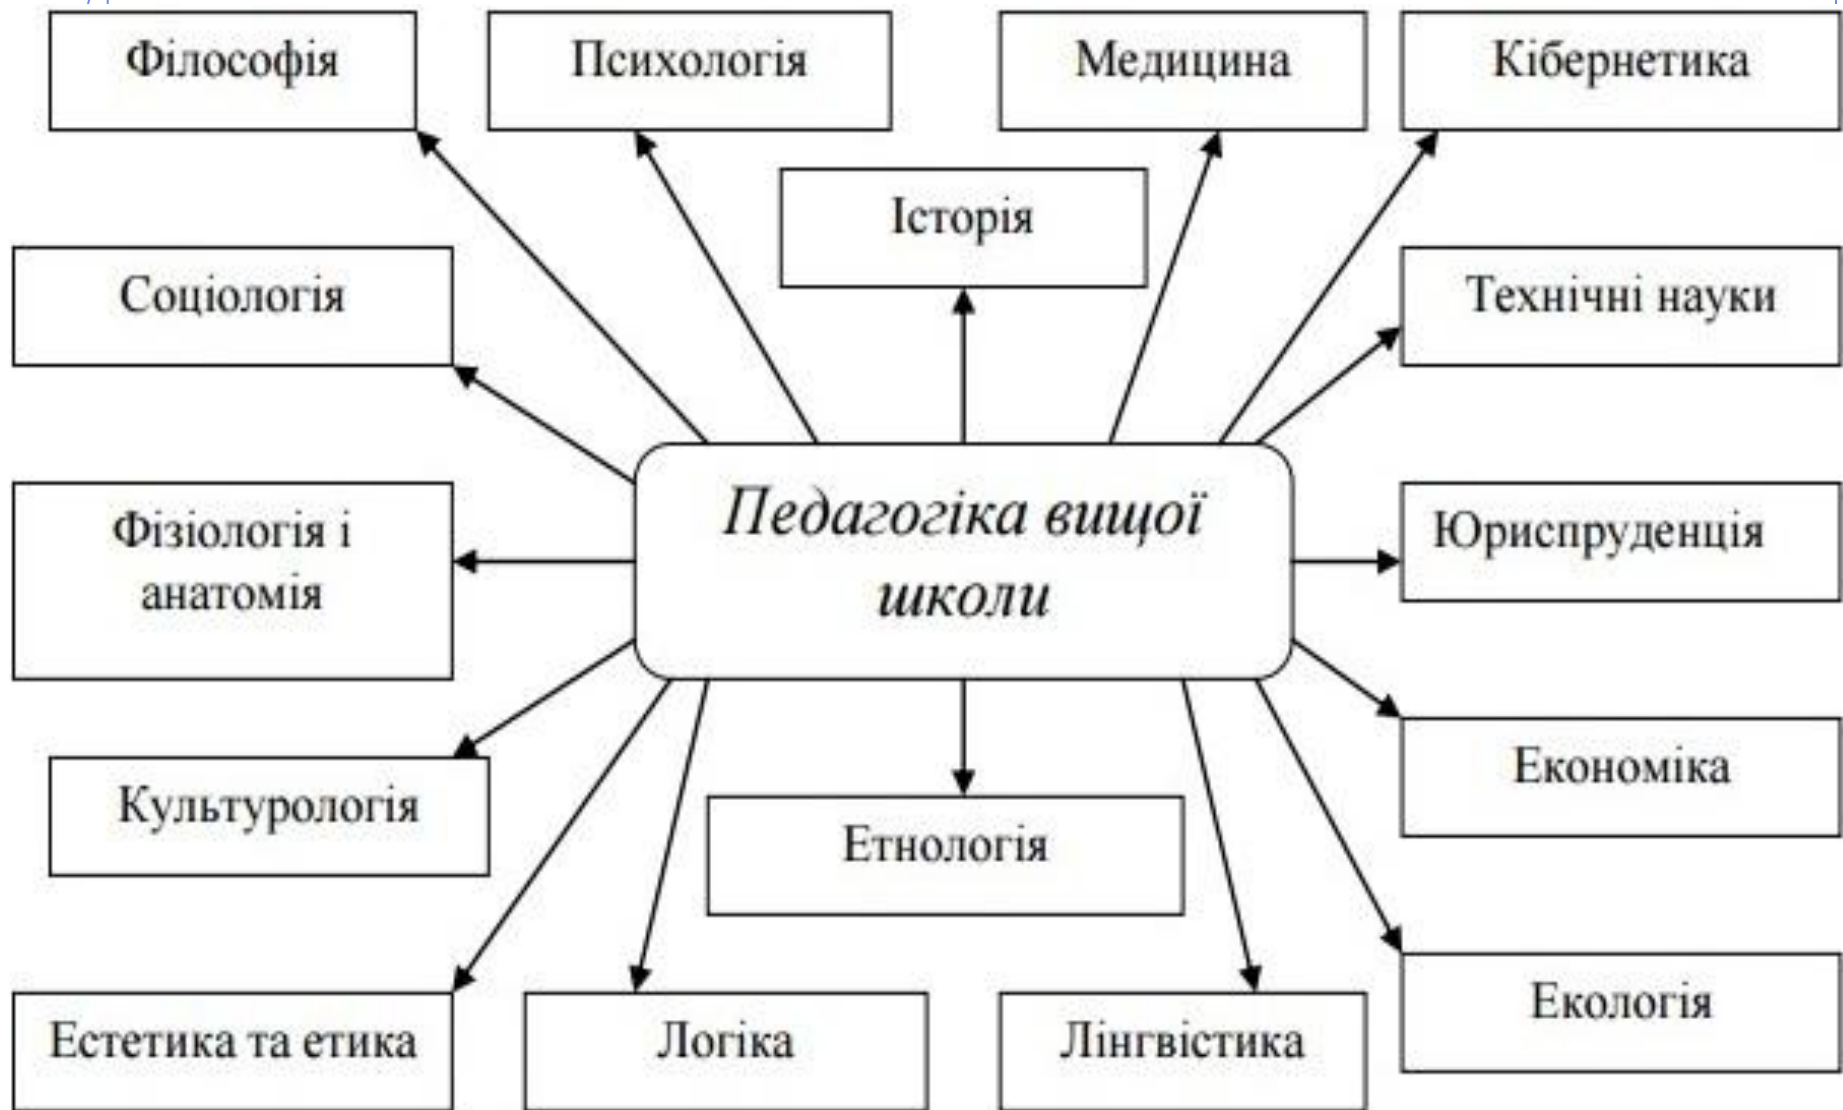 Філософія
Психологія
Медицина
Кібернетика
Історія
Соціологія
Технічні науки
Педагогіка вищої
школи
Фізіологія і
анатомія
Юриспруденція
Економіка
Культурологія
Етнологія
Екологія
Естетика та етика
Логіка
Лінгвістика